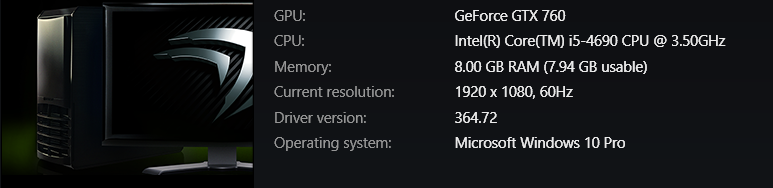 GPU: GeForce GTX 760
CPU: Intel(R) Core(TM) i5-4690 CPU @ 3.50GHz
Memory: 8.00 GB RAM (7.94 GB usable)
Current resolution: 1920 x 1080, 60Hz
Driver version: 364.72
Operating system: Microsoft Windows 10 Pro